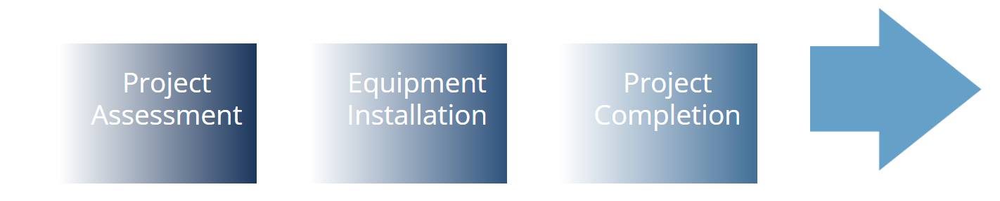 Project
Assessment
Equipment
Installation
Project
Completion